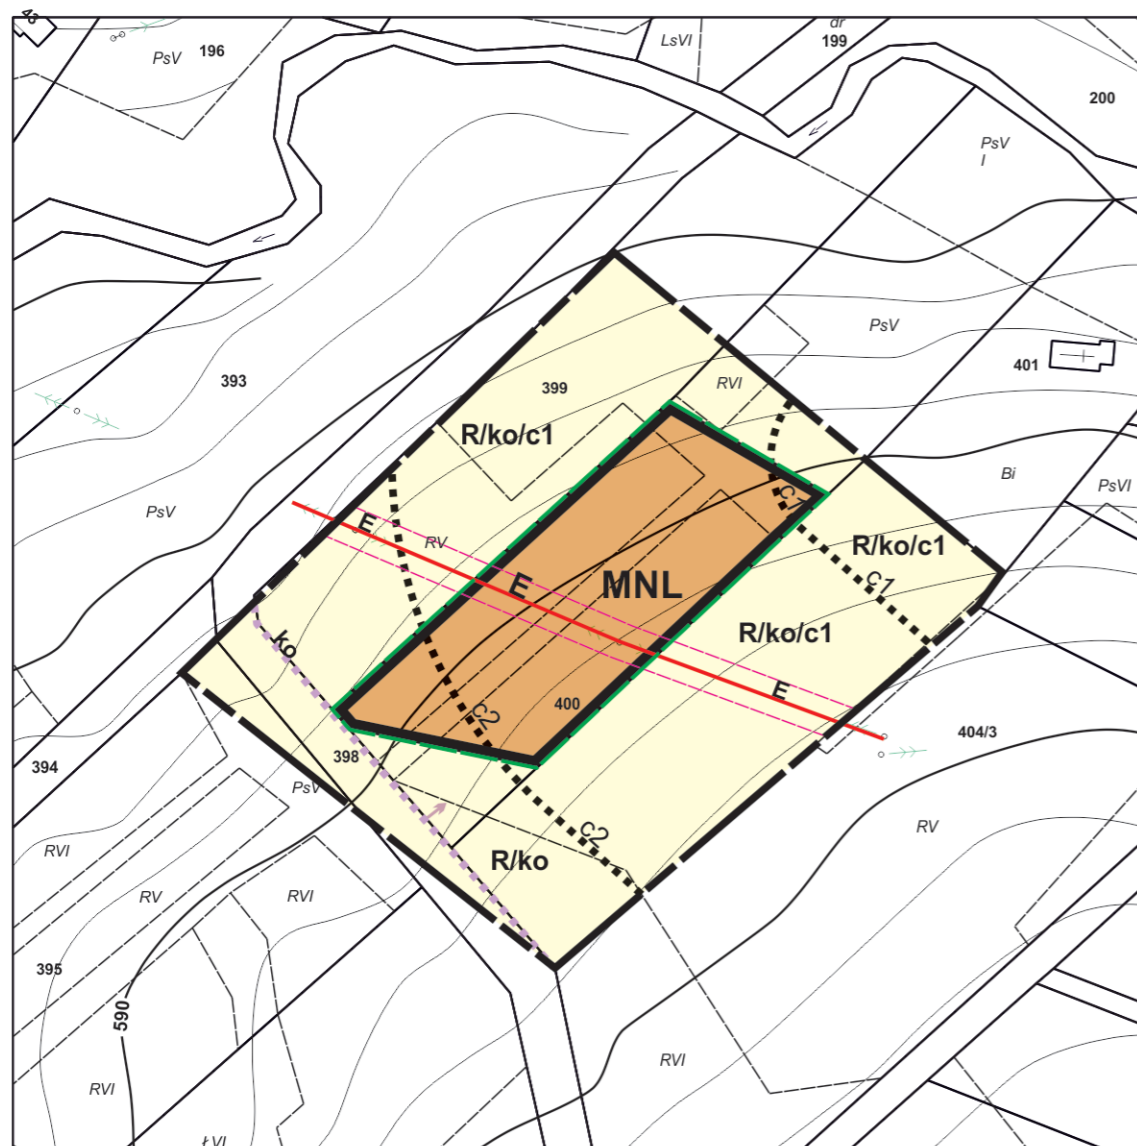 43
dr
PsV
196
LsVI
199
200
PsV
I
PsV
401
393
399
RVI
R/ko/c1
Bi
PsVI
c1
PsV
E
RV
R/ko/c1
c1
E
MNL
R/ko/c1
ko
E
400
c2
404/3
398
394
PsV
RV
c2
RVI
R/ko
RV
RVI
395
590
RVI
RVI
ŁVI